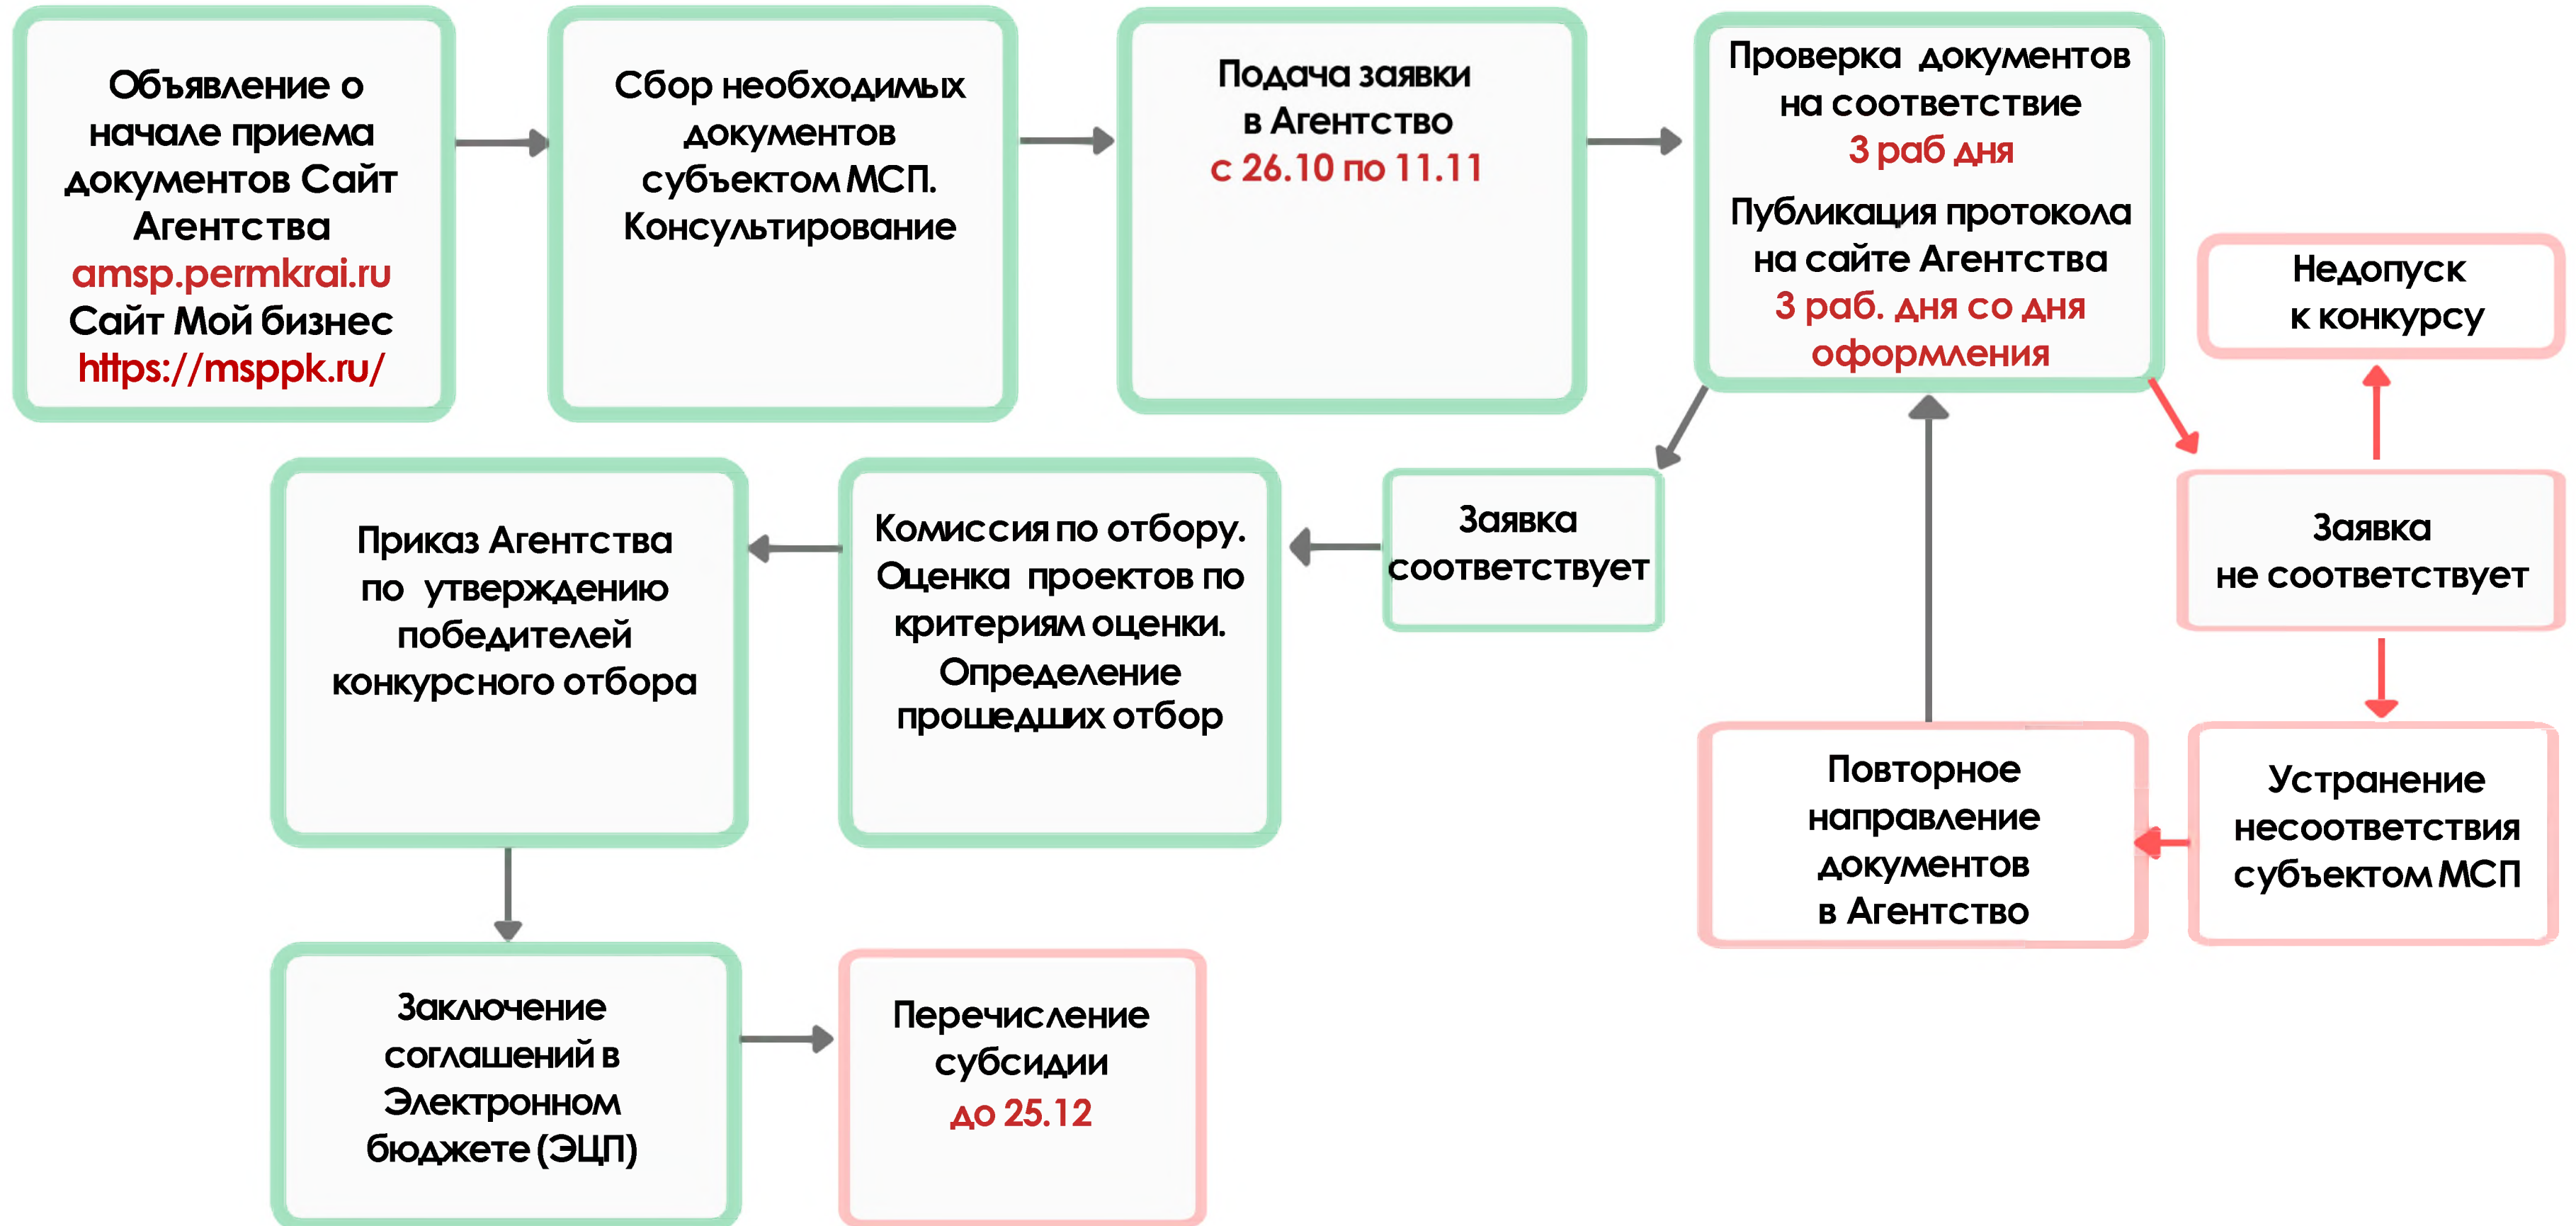 Объявление о
начале приема
документов Сайт
Агентства
amsp.permkrai.ru
Сайт Мой бизнес
https://msppk.ru/
Сбор необходимых
документов
субъектом МСП.
Консультирование
Подача заявки
в Агентство
с 26.10 по 11.11
Проверка документов
на соответствие
3 раб дня
Публикация протокола
на сайте Агентства
3 раб. дня со дня
оформления
Недопуск
к конкурсу
Заявка
не соответствует
Устранение
несоответствия
субъектом МСП
Повторное
направление
документов
в Агентство
Заявка
соответствует
Комиссия по отбору.
Оценка проектов по
критериям оценки.
Определение
прошедших отбор
Приказ Агентства
по утверждению
победителей
конкурсного отбора
Заключение
соглашений в
Электронном
бюджете (ЭЦП)
Перечисление
субсидии
до 25.12